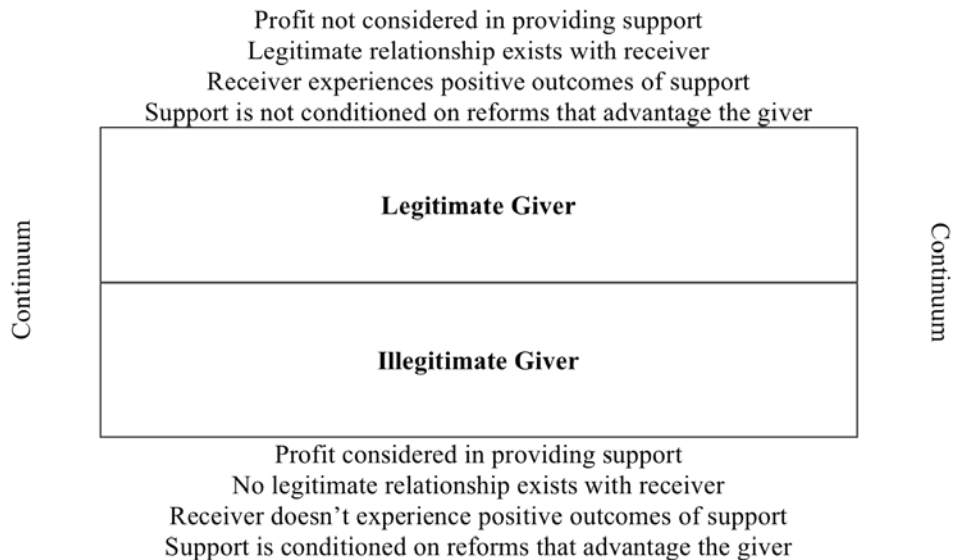 Profit not considered in providing support
Legitimate relationship exists with receiver
Receiver experiences positive outcomes of support
Support is not conditioned on reforms that advantage the giver
Legitimate Giver
Continuum
Continuum
Illegitimate Giver
Profit considered in providing support
No legitimate relationship exists with receiver
Receiver doesn’t experience positive outcomes of support
Support is conditioned on reforms that advantage the giver